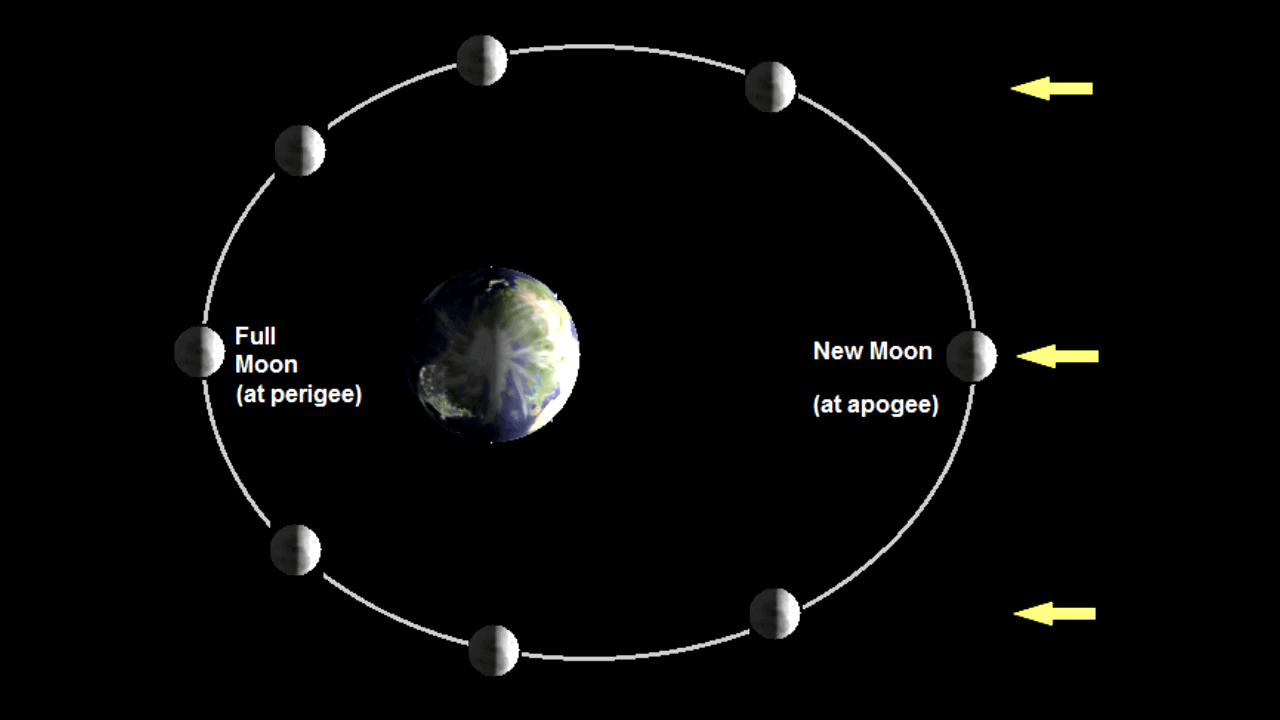 Full
Moon
(at perigee)
New Moon
(at apogee)